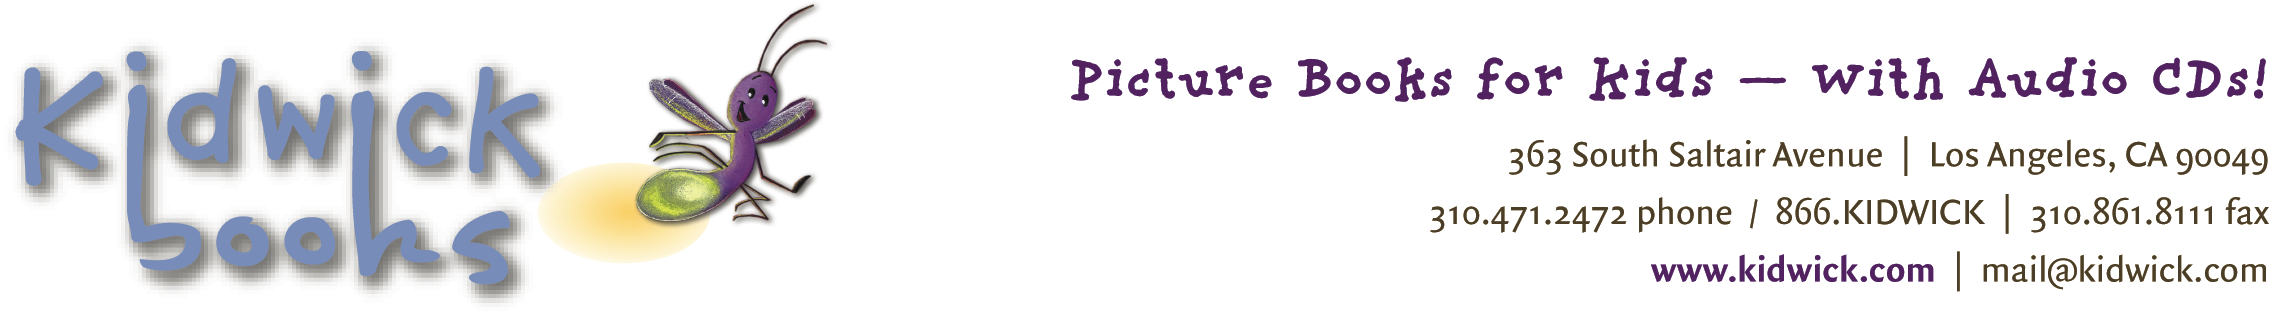 Kidwick
books
Picture Books for Kids — with Audio CDs!
363 South Saltair Avenue | Los Angeles, CA 90049
310.471.2472 phone / 866.KIDWICK | 310.861.8111 fax
www.kidwick.com | mail@kidwick.com